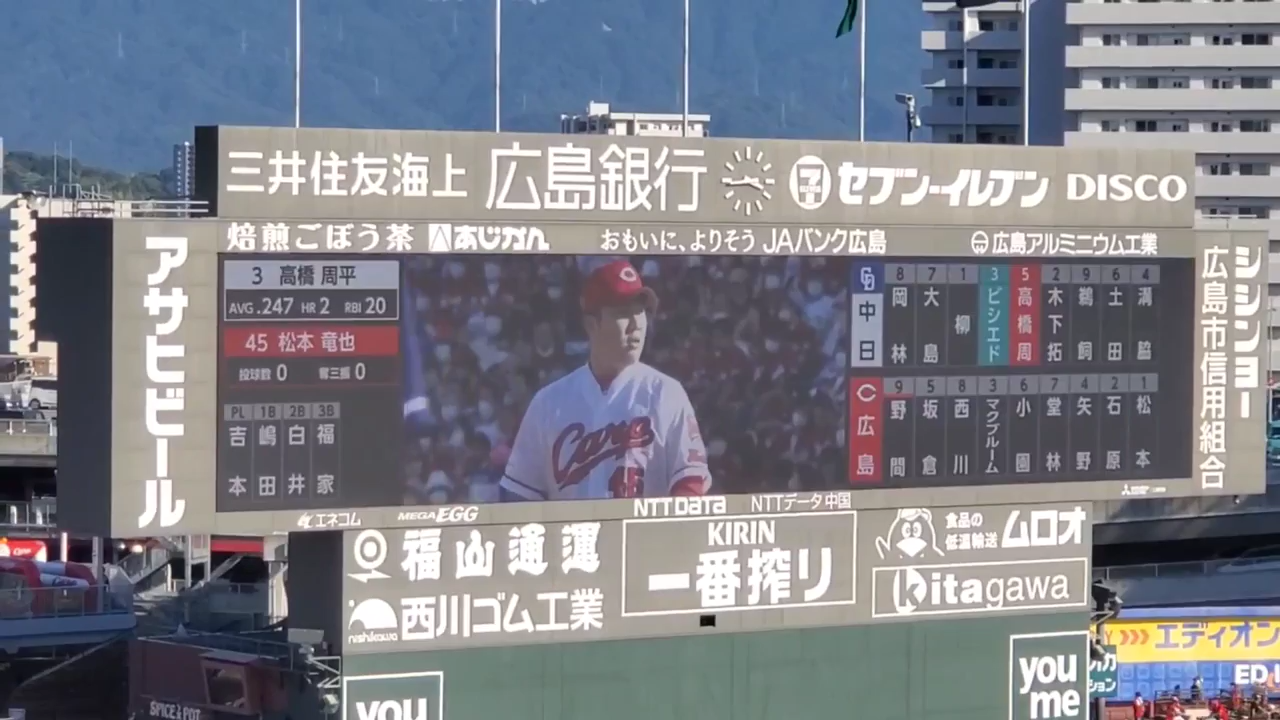 三井住友海上 広島銀行 セブン-イレブン DISCO
焙煎ごぼう茶 あじかん おもいに、よりそう JAバンク広島 広島アルミニウム工業
アサヒビール
シシンヨー
広島市信用組合
3 高橋 周平
AVG .247 HR 2 RBI 20
45 松本 竜也
投球数 0 奪三振 0
PL 1B 2B 3B
吉本 嶋田 白井 福家
Carp
中日
8 7 1 3 5 2 9 6 4
岡林 大島 柳 ビシエド 高橋周 木下拓 鵜飼 土田 溝脇
C 広島
9 5 8 3 6 7 4 2 1
野間 坂倉 西川 マクブルーム 小園 堂林 矢野 石原 松本
エネコム MEGA EGG NTT DATA NTTデータ中国
福山通運
KIRIN
一番搾り
食品の
低温輸送 ムロオ
nishikawa 西川ゴム工業
kitagawa
you
you
me
エディオン
SPICE & POT